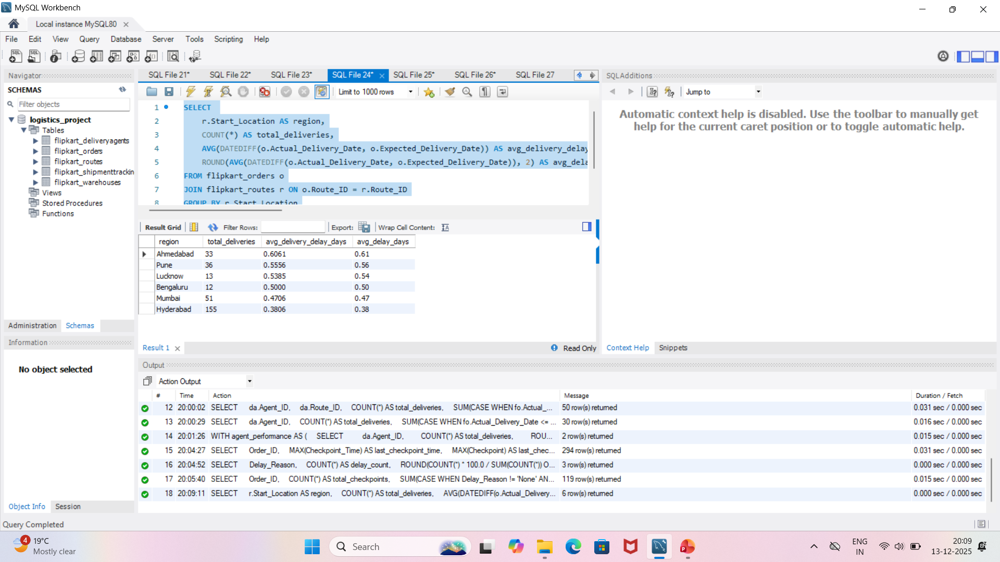 MySQL Workbench
Local instance MySQL80
File Edit View Query Database Server Tools Scripting Help
Navigator
SCHEMAS
Filter objects
logistics_project
Tables
flipkart_deliveryagents
flipkart_orders
flipkart_routes
flipkart_shipmenttrackin
flipkart_warehouses
Views
Stored Procedures
Functions
Administration Schemas
Information
No object selected
Object Info Session
SQL File 21* SQL File 22* SQL File 23* SQL File 24* SQL File 25* SQL File 26* SQL File 27
Limit to 1000 rows
1 SELECT
2 r.Start_Location AS region,
3 COUNT(*) AS total_deliveries,
4 AVG(DATEDIFF(o.Actual_Delivery_Date, o.Expected_Delivery_Date)) AS avg_delivery_delay
5 ROUND(AVG(DATEDIFF(o.Actual_Delivery_Date, o.Expected_Delivery_Date)), 2) AS avg_dela
6 FROM flipkart_orders o
7 JOIN flipkart_routes r ON o.Route_ID = r.Route_ID
8 GROUP BY r.Start_Location
Result Grid Filter Rows: Export: Wrap Cell Content:
region total_deliveries avg_delivery_delay_days avg_delay_days
Ahmedabad 33 0.6061 0.61
Pune 36 0.5556 0.56
Lucknow 13 0.5385 0.54
Bengaluru 12 0.5000 0.50
Mumbai 51 0.4706 0.47
Hyderabad 155 0.3806 0.38
Result 1 Read Only
SQLAdditions
Jump to
Automatic context help is disabled. Use the toolbar to manually get
help for the current caret position or to toggle automatic help.
Context Help Snippets
Output
Action Output
# Time Action Message Duration / Fetch
12 20:00:02 SELECT da.Agent_ID, da.Route_ID, COUNT(*) AS total_deliveries, SUM(CASE WHEN fo.Actual_... 50 row(s) returned 0.031 sec / 0.000 sec
13 20:00:29 SELECT da.Agent_ID, COUNT(*) AS total_deliveries, SUM(CASE WHEN fo.Actual_Delivery_Date <= ... 30 row(s) returned 0.016 sec / 0.000 sec
14 20:01:26 WITH agent_performance AS ( SELECT da.Agent_ID, COUNT(*) AS total_deliveries, ROU... 2 row(s) returned 0.015 sec / 0.000 sec
15 20:04:27 SELECT Order_ID, MAX(Checkpoint_Time) AS last_checkpoint_time, MAX(Checkpoint) AS last_chec... 294 row(s) returned 0.031 sec / 0.000 sec
16 20:04:52 SELECT Delay_Reason, COUNT(*) AS delay_count, ROUND(COUNT(*) * 100.0 / SUM(COUNT(*)) O... 3 row(s) returned 0.000 sec / 0.000 sec
17 20:05:40 SELECT Order_ID, COUNT(*) AS total_checkpoints, SUM(CASE WHEN Delay_Reason != 'None' AN... 119 row(s) returned 0.015 sec / 0.000 sec
18 20:09:11 SELECT r.Start_Location AS region, COUNT(*) AS total_deliveries, AVG(DATEDIFF(o.Actual_Delivery... 6 row(s) returned 0.000 sec / 0.000 sec
Query Completed
4 19°C
Mostly clear
Search
ENG
IN
20:09
13-12-2025